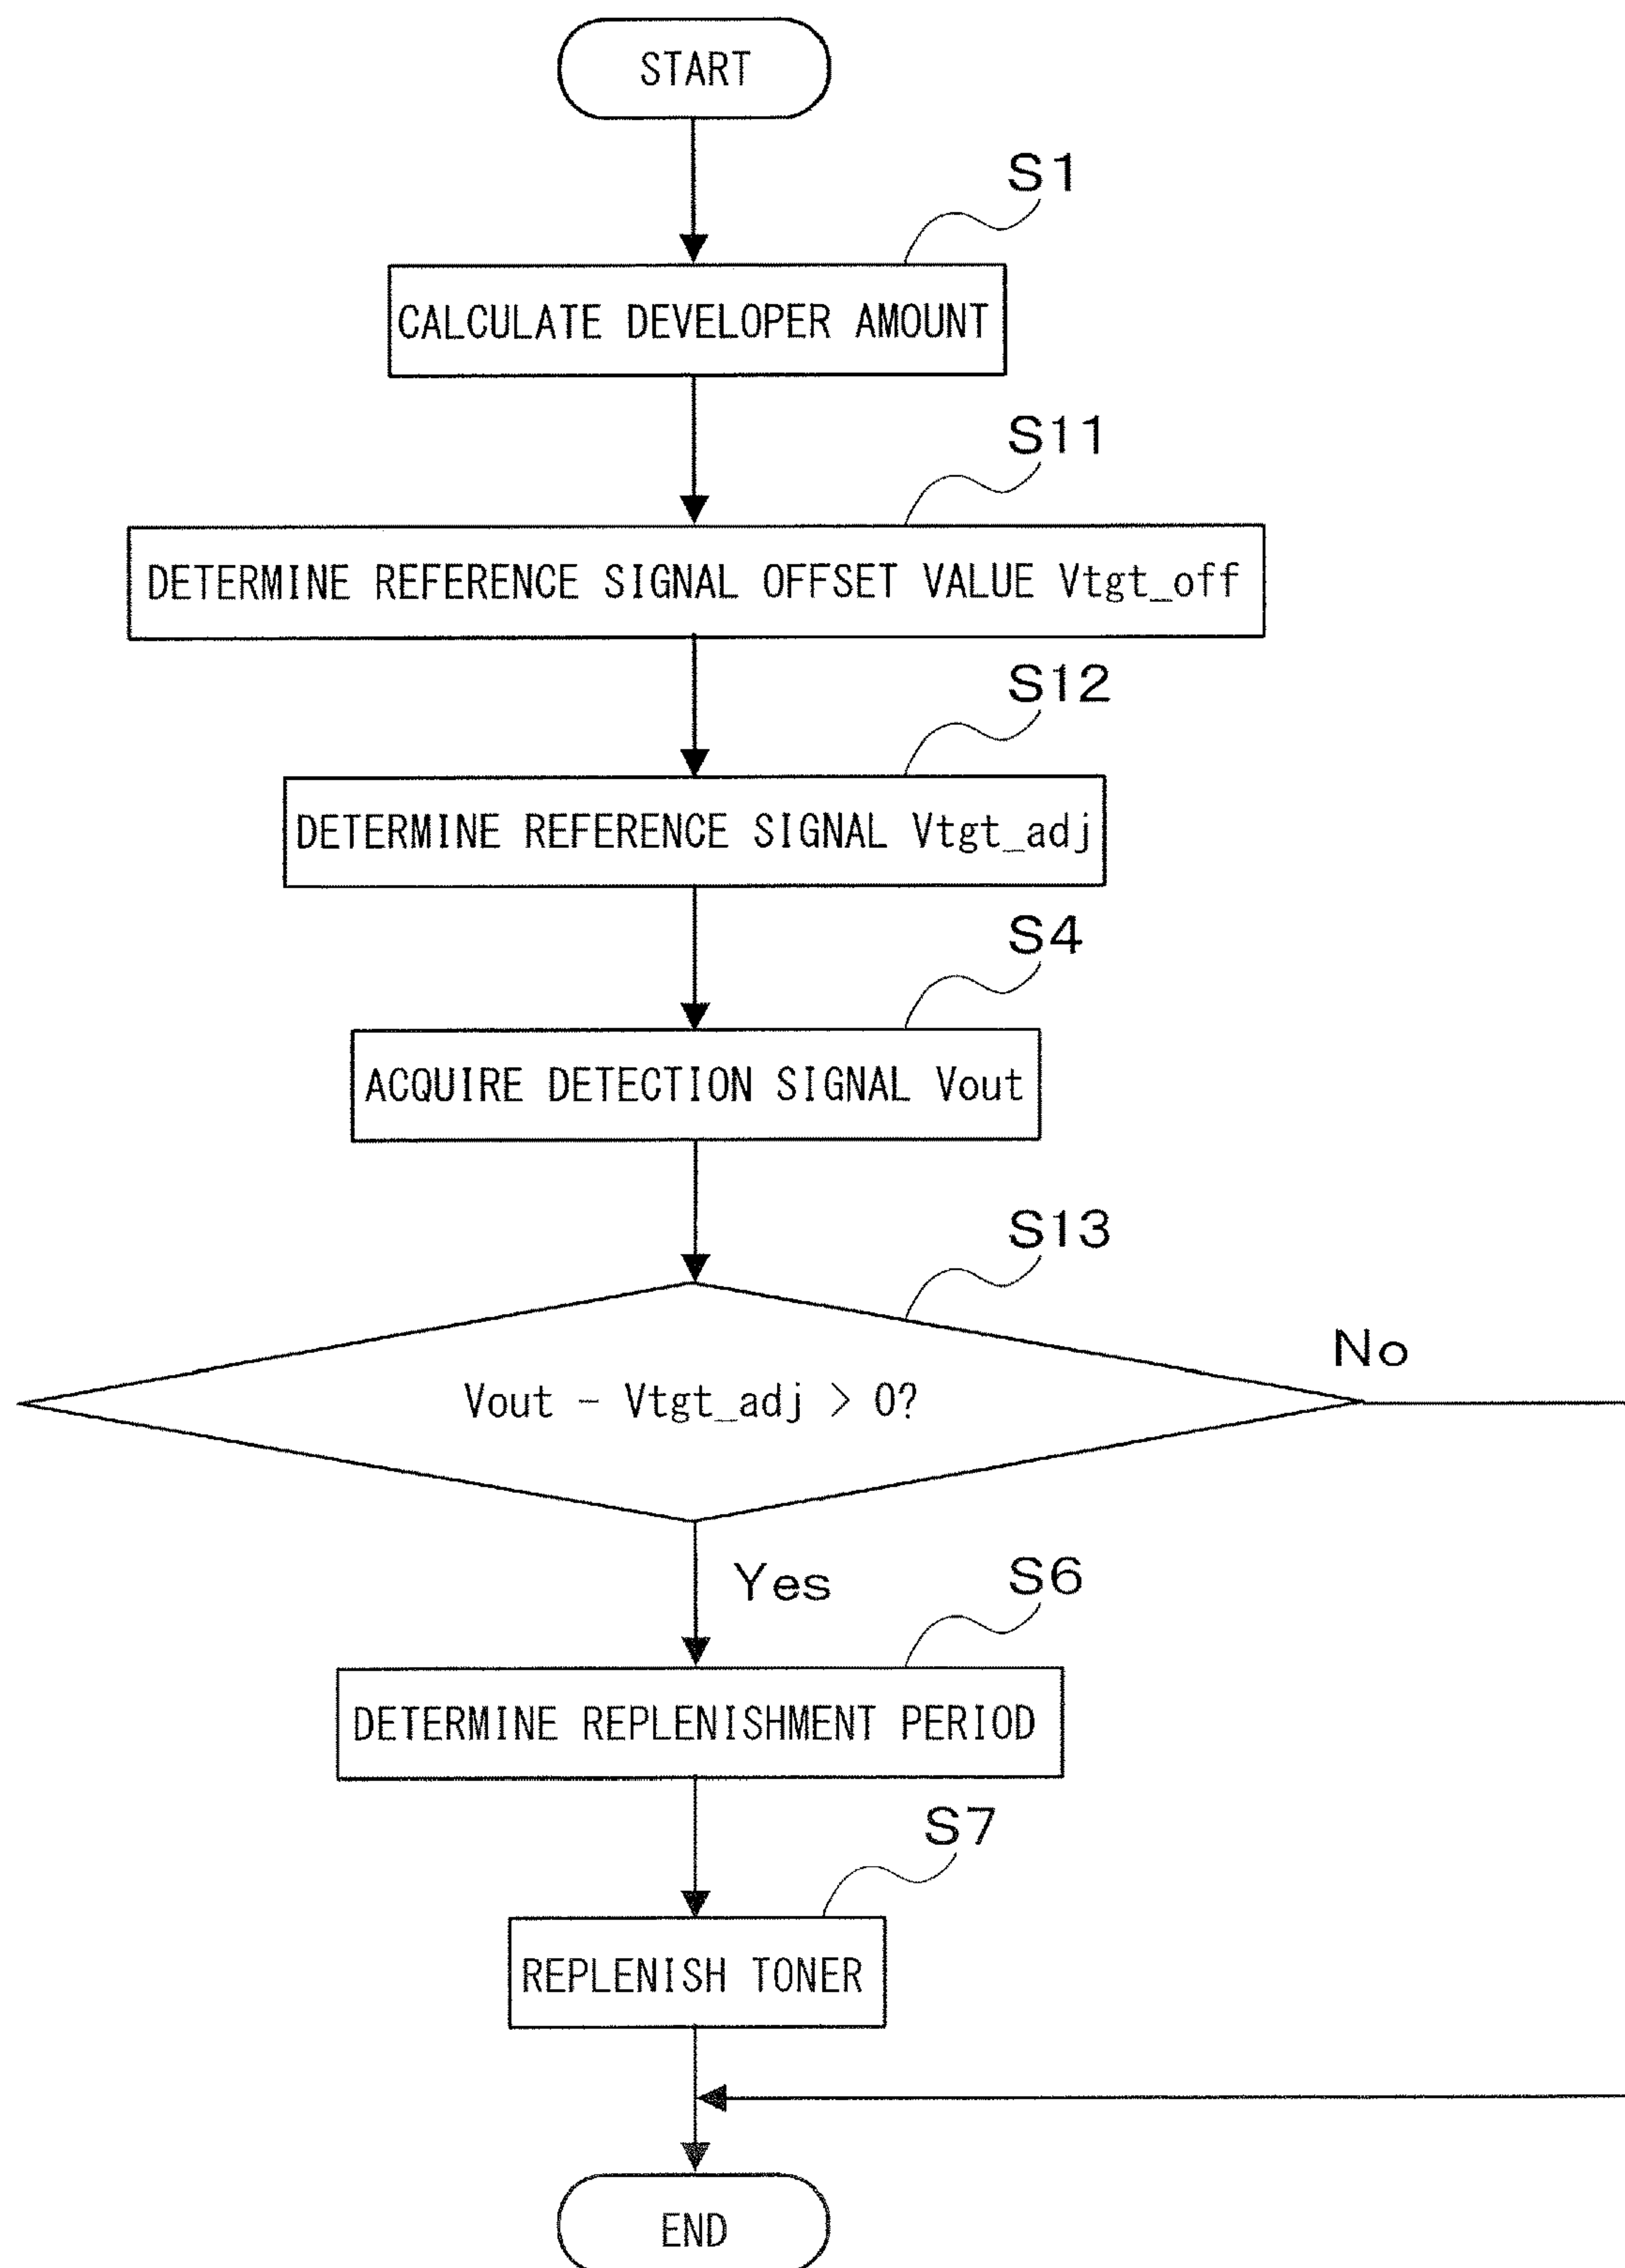 START
S1
CALCULATE DEVELOPER AMOUNT
S11
DETERMINE REFERENCE SIGNAL OFFSET VALUE Vtgt_off
S12
DETERMINE REFERENCE SIGNAL Vtgt_adj
S4
ACQUIRE DETECTION SIGNAL Vout
S13
No
Vout - Vtgt_adj > 0?
Yes
S6
DETERMINE REPLENISHMENT PERIOD
S7
REPLENISH TONER
END